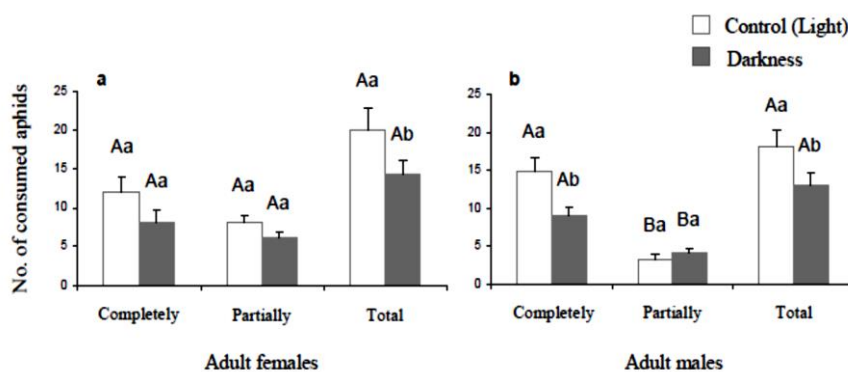 Control (Light)
Darkness
No. of consumed aphids
a
25
20
15
10
5
0
Aa
Aa
Aa
Aa
Aa
Ab
Completely
Partially
Total
Adult females
b
25
20
15
10
5
0
Aa
Ab
Ba
Ba
Aa
Ab
Completely
Partially
Total
Adult males